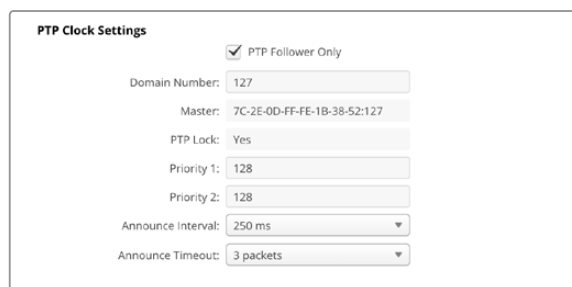 PTP Clock Settings
PTP Follower Only
Domain Number: 127
Master: 7C-2E-0D-FF-FE-1B-38-52:127
PTP Lock: Yes
Priority 1: 128
Priority 2: 128
Announce Interval: 250 ms
Announce Timeout: 3 packets